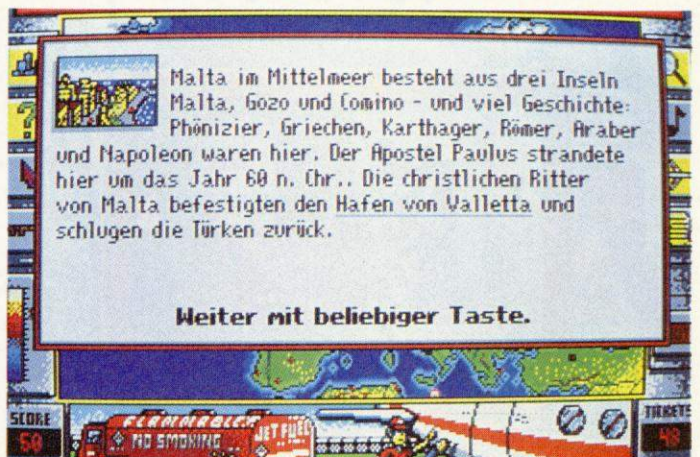 Malta im Mittelmeer besteht aus drei Inseln
Malta, Gozo und Comino - und viel Geschichte:
Phönizier, Griechen, Karthager, Römer, Araber
und Napoleon waren hier. Der Apostel Paulus strandete
hier um das Jahr 60 n. Chr.. Die christlichen Ritter
von Malta befestigten den Hafen von Valletta und
schlugen die Türken zurück.
Weiter mit beliebiger Taste.
SCORE
50
FLAMMABLE
NO SMOKING
JET FUEL
TICKETS
48